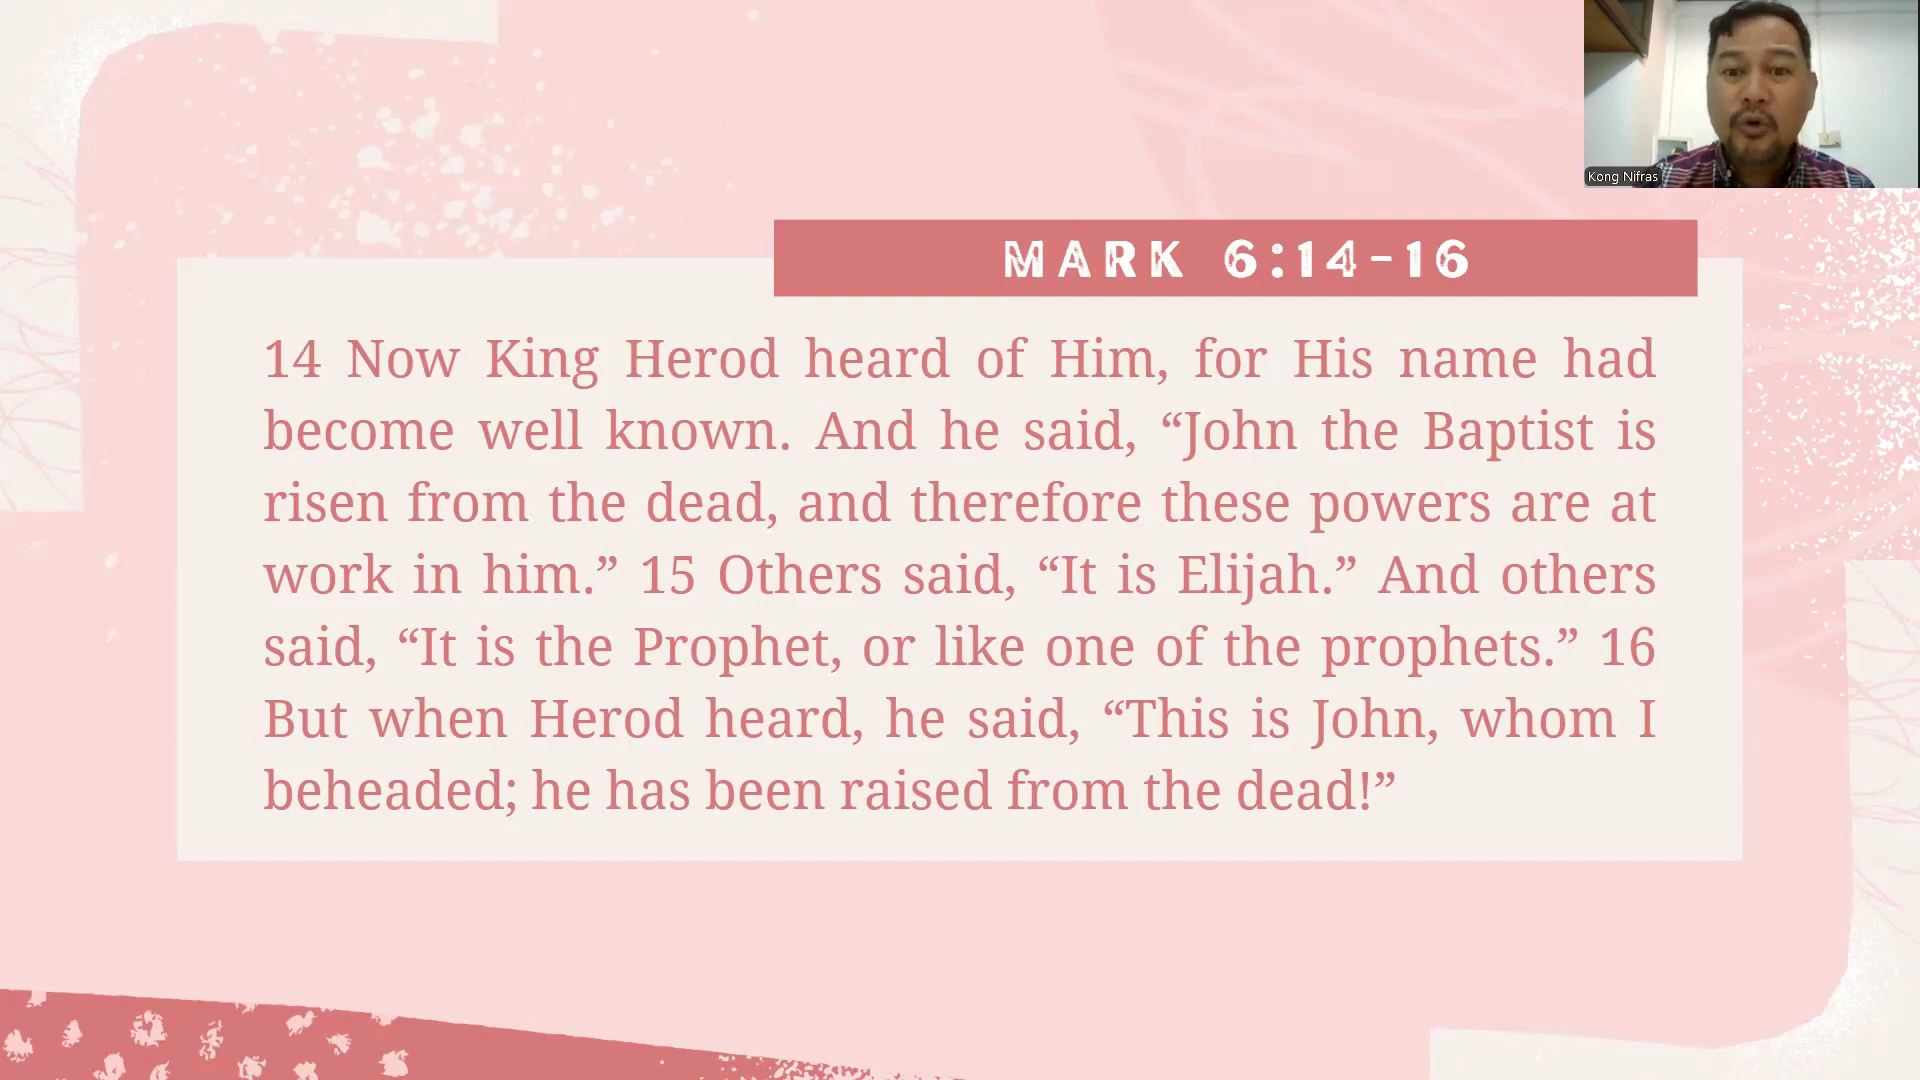 Kong Nifras
MARK 6:14-16
14 Now King Herod heard of Him, for His name had
become well known. And he said, “John the Baptist is
risen from the dead, and therefore these powers are at
work in him.” 15 Others said, “It is Elijah.” And others
said, “It is the Prophet, or like one of the prophets.” 16
But when Herod heard, he said, “This is John, whom I
beheaded; he has been raised from the dead!”